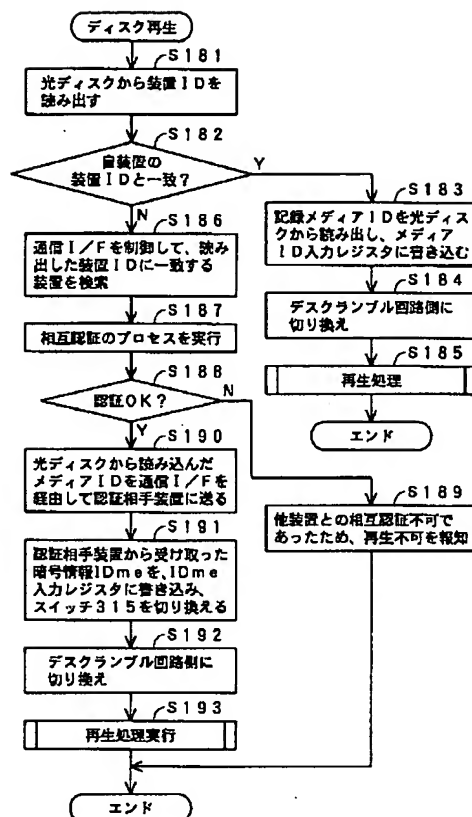 ディスク再生
S181
光ディスクから装置IDを
読み出す
S182
自装置の
装置IDと一致?
Y
N
S183
記録メディアIDを光ディス
クから読み出し、メディア
ID入力レジスタに書き込む
S184
デスクランブル回路側に
切り換え
S185
再生処理
エンド
S186
通信I/Fを制御して、読み
出した装置IDに一致する
装置を検索
S187
相互認証のプロセスを実行
S188
認証OK?
N
Y
S189
他装置との相互認証不可で
あったため、再生不可を報知
S190
光ディスクから読み込んだ
メディアIDを通信I/Fを
経由して認証相手装置に送る
S191
認証相手装置から受け取った
暗号情報IDmeを、IDme
入力レジスタに書き込み、
スイッチ315を切り換える
S192
デスクランブル回路側に
切り換え
S193
再生処理実行
エンド